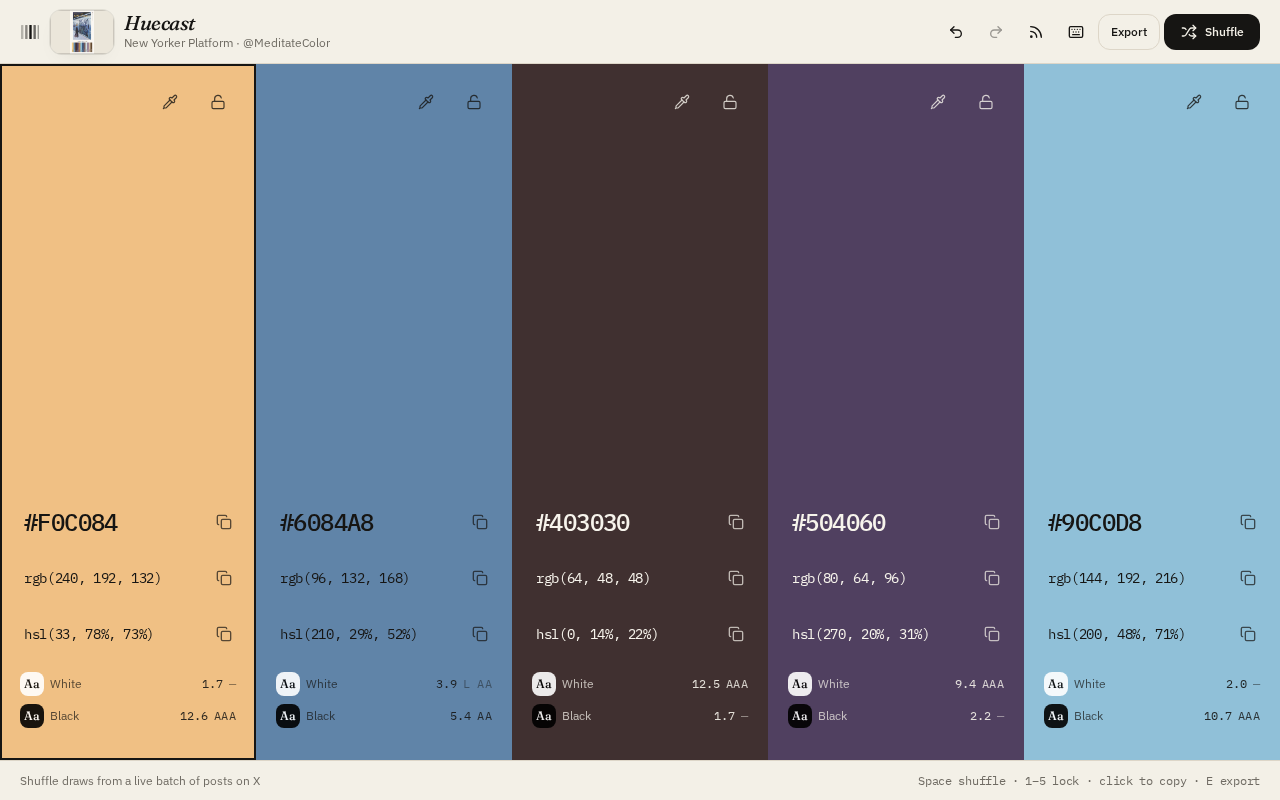 Huecast
New Yorker Platform · @MeditateColor
Export
Shuffle
#F0C084
rgb(240, 192, 132)
hsl(33, 78%, 73%)
Aa White 1.7 —
Aa Black 12.6 AAA
#6084A8
rgb(96, 132, 168)
hsl(210, 29%, 52%)
Aa White 3.9 L AA
Aa Black 5.4 AA
#403030
rgb(64, 48, 48)
hsl(0, 14%, 22%)
Aa White 12.5 AAA
Aa Black 1.7 —
#504060
rgb(80, 64, 96)
hsl(270, 20%, 31%)
Aa White 9.4 AAA
Aa Black 2.2 —
#90C0D8
rgb(144, 192, 216)
hsl(200, 48%, 71%)
Aa White 2.0 —
Aa Black 10.7 AAA
Shuffle draws from a live batch of posts on X
Space shuffle · 1–5 lock · click to copy · E export